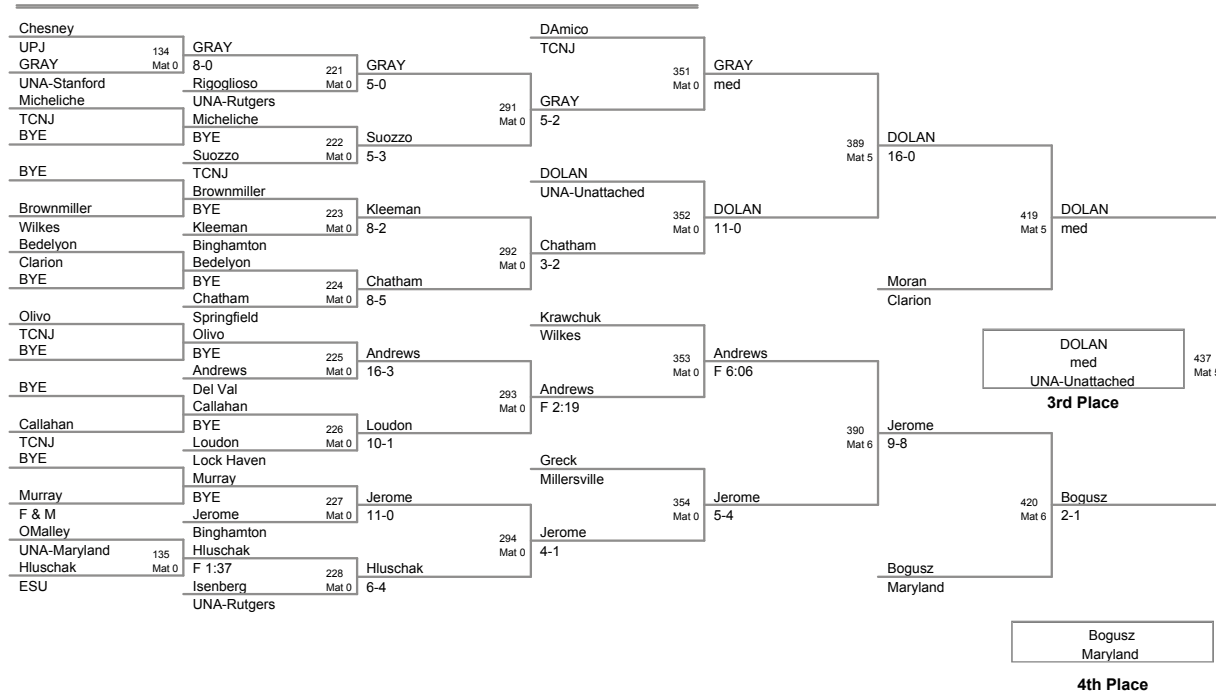 Chesney
UPJ
134
Mat 0
GRAY
UNA-Stanford
Micheliche
TCNJ
BYE
BYE
Brownmiller
Wilkes
Bedelyon
Clarion
BYE
Olivo
TCNJ
BYE
BYE
Callahan
TCNJ
BYE
Murray
F & M
OMalley
UNA-Maryland
135
Mat 0
Hluschak
ESU
GRAY
8-0
221
Mat 0
Rigoglioso
UNA-Rutgers
Micheliche
BYE
222
Mat 0
Suozzo
TCNJ
Brownmiller
BYE
223
Mat 0
Kleeman
Binghamton
Bedelyon
BYE
224
Mat 0
Chatham
Springfield
Olivo
BYE
225
Mat 0
Andrews
Del Val
Callahan
BYE
226
Mat 0
Loudon
Lock Haven
Murray
BYE
227
Mat 0
Jerome
Binghamton
Hluschak
F 1:37
228
Mat 0
Isenberg
UNA-Rutgers
GRAY
5-0
291
Mat 0
Suozzo
5-3
Kleeman
8-2
292
Mat 0
Chatham
8-5
Andrews
16-3
293
Mat 0
Loudon
10-1
Jerome
11-0
294
Mat 0
Hluschak
6-4
DAmico
TCNJ
351
Mat 0
GRAY
5-2
DOLAN
UNA-Unattached
352
Mat 0
Chatham
3-2
Krawchuk
Wilkes
353
Mat 0
Andrews
F 2:19
Greck
Millersville
354
Mat 0
Jerome
4-1
GRAY
med
389
Mat 5
DOLAN
11-0
Andrews
F 6:06
390
Mat 6
Jerome
5-4
DOLAN
16-0
419
Mat 5
Moran
Clarion
Jerome
9-8
420
Mat 6
Bogusz
Maryland
DOLAN
med
DOLAN
med
UNA-Unattached
437
Mat 5
3rd Place
Bogusz
2-1
Bogusz
Maryland
4th Place